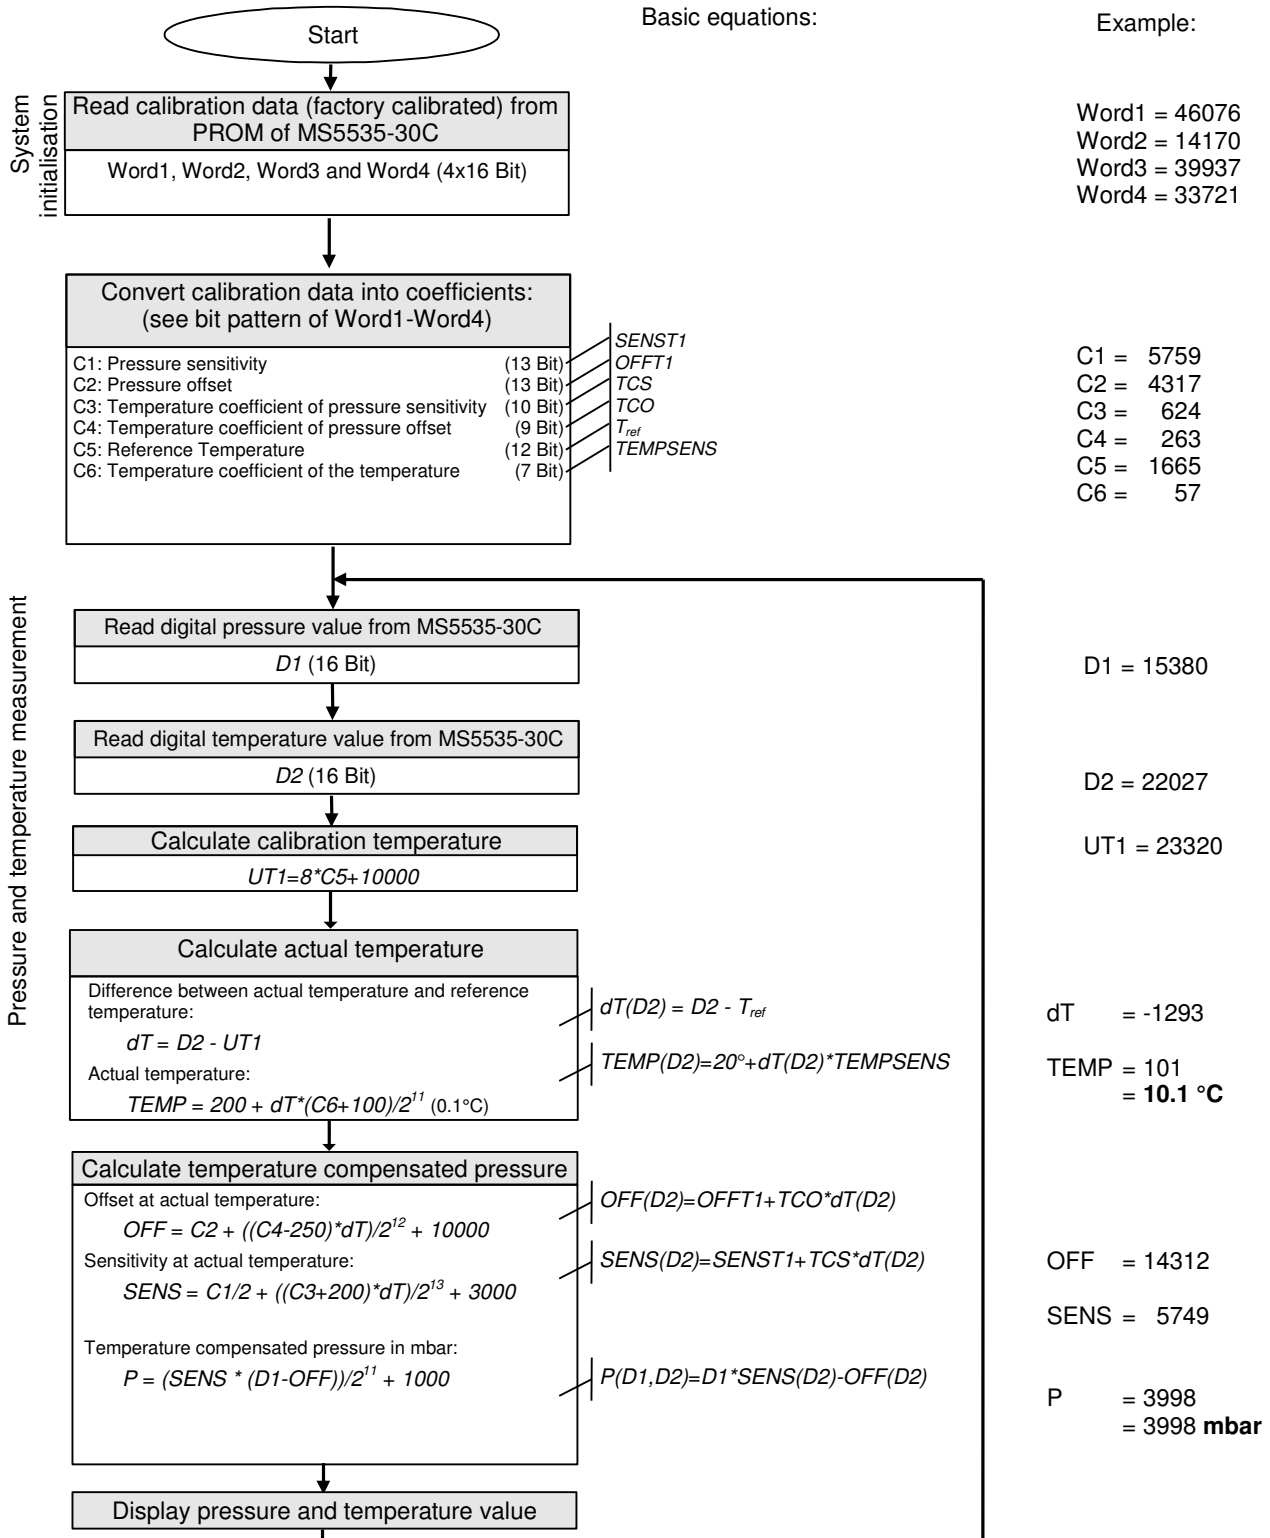 Basic equations:
Example:
Start
System
initialisation
Read calibration data (factory calibrated) from
PROM of MS5535-30C
Word1, Word2, Word3 and Word4 (4x16 Bit)
Word1 = 46076
Word2 = 14170
Word3 = 39937
Word4 = 33721
Convert calibration data into coefficients:
(see bit pattern of Word1-Word4)
C1: Pressure sensitivity (13 Bit)
C2: Pressure offset (13 Bit)
C3: Temperature coefficient of pressure sensitivity (10 Bit)
C4: Temperature coefficient of pressure offset (9 Bit)
C5: Reference Temperature (12 Bit)
C6: Temperature coefficient of the temperature (7 Bit)
SENST1
OFFT1
TCS
TCO
T_ref
TEMPSENS
C1 = 5759
C2 = 4317
C3 = 624
C4 = 263
C5 = 1665
C6 = 57
Pressure and temperature measurement
Read digital pressure value from MS5535-30C
D1 (16 Bit)
D1 = 15380
Read digital temperature value from MS5535-30C
D2 (16 Bit)
D2 = 22027
Calculate calibration temperature
UT1=8*C5+10000
UT1 = 23320
Calculate actual temperature
Difference between actual temperature and reference
temperature:
dT = D2 - UT1
Actual temperature:
TEMP = 200 + dT*(C6+100)/2^11 (0.1°C)
dT(D2) = D2 - T_ref
TEMP(D2)=20°+dT(D2)*TEMPSENS
dT = -1293
TEMP = 101
= 10.1 °C
Calculate temperature compensated pressure
Offset at actual temperature:
OFF = C2 + ((C4-250)*dT)/2^12 + 10000
Sensitivity at actual temperature:
SENS = C1/2 + ((C3+200)*dT)/2^13 + 3000
Temperature compensated pressure in mbar:
P = (SENS * (D1-OFF))/2^11 + 1000
OFF(D2)=OFFT1+TCO*dT(D2)
SENS(D2)=SENST1+TCS*dT(D2)
P(D1,D2)=D1*SENS(D2)-OFF(D2)
OFF = 14312
SENS = 5749
P = 3998
= 3998 mbar
Display pressure and temperature value